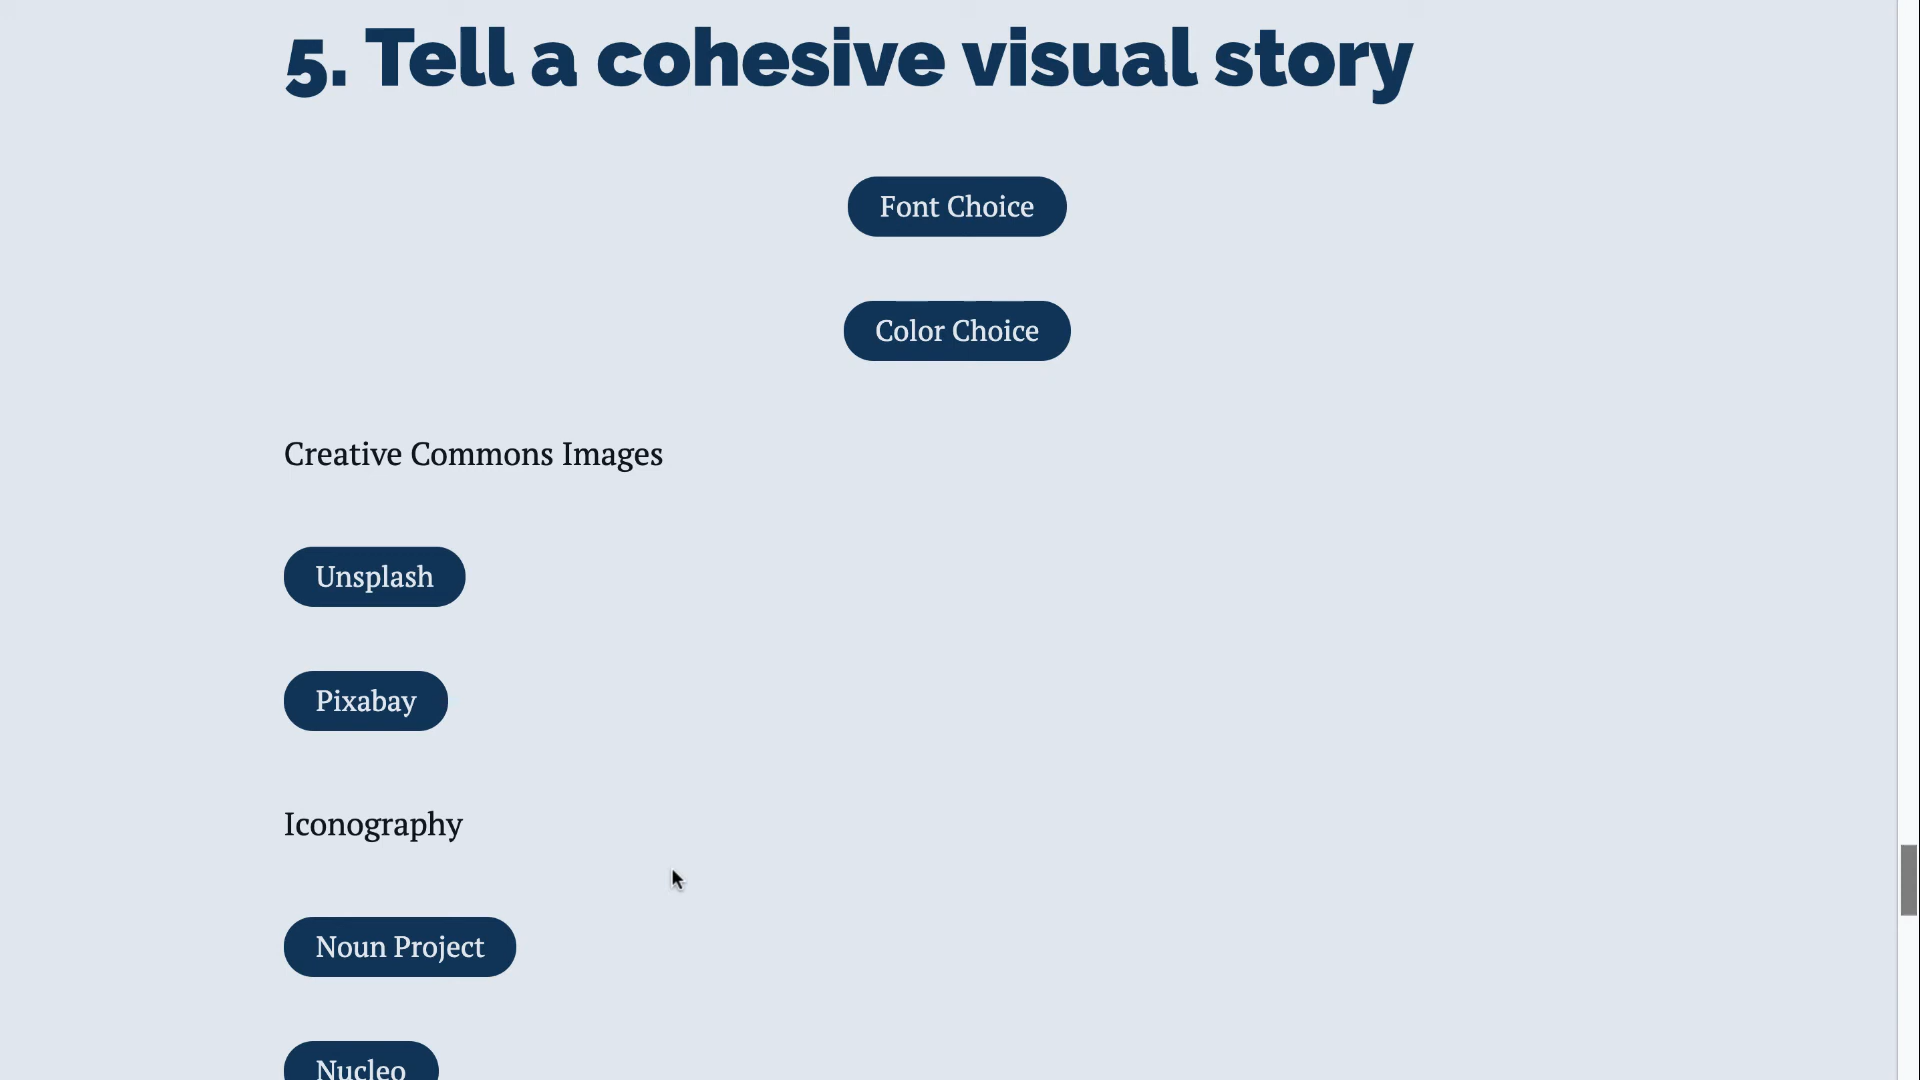 5. Tell a cohesive visual story
Font Choice
Color Choice
Creative Commons Images
Unsplash
Pixabay
Iconography
Noun Project
Nucleo